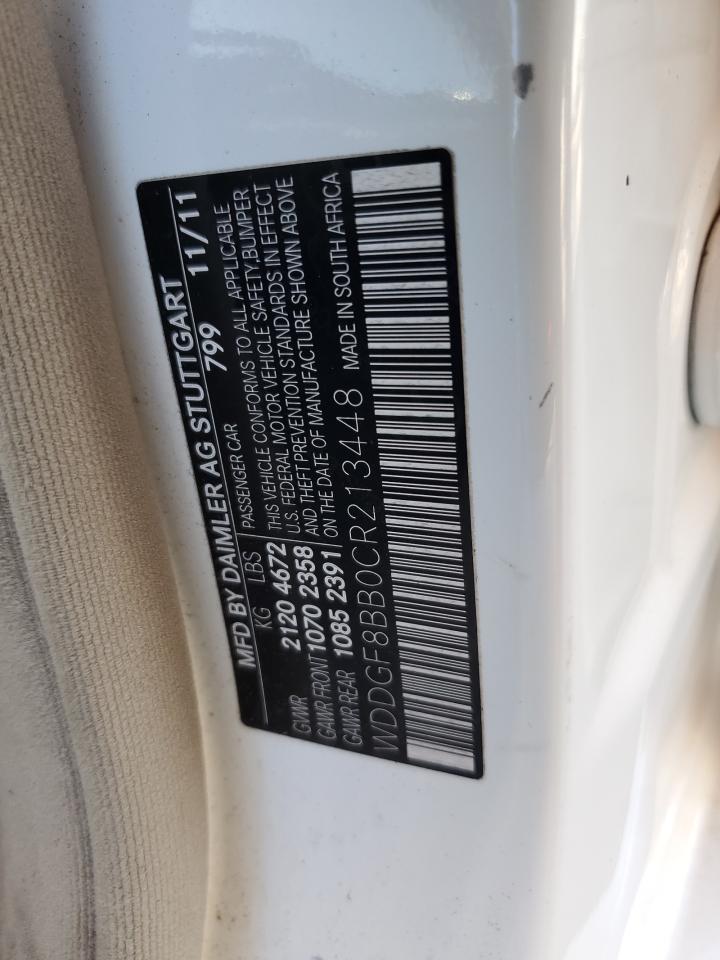 MFD BY DAIMLER AG STUTTGART
799 11/11
KG LBS PASSENGER CAR
GVWR 2120 4672
GAWR FRONT 1070 2358
GAWR REAR 1085 2391
THIS VEHICLE CONFORMS TO ALL APPLICABLE
U.S. FEDERAL MOTOR VEHICLE SAFETY, BUMPER
AND THEFT PREVENTION STANDARDS IN EFFECT
ON THE DATE OF MANUFACTURE SHOWN ABOVE
WDDGF8BB0CR213448 MADE IN SOUTH AFRICA